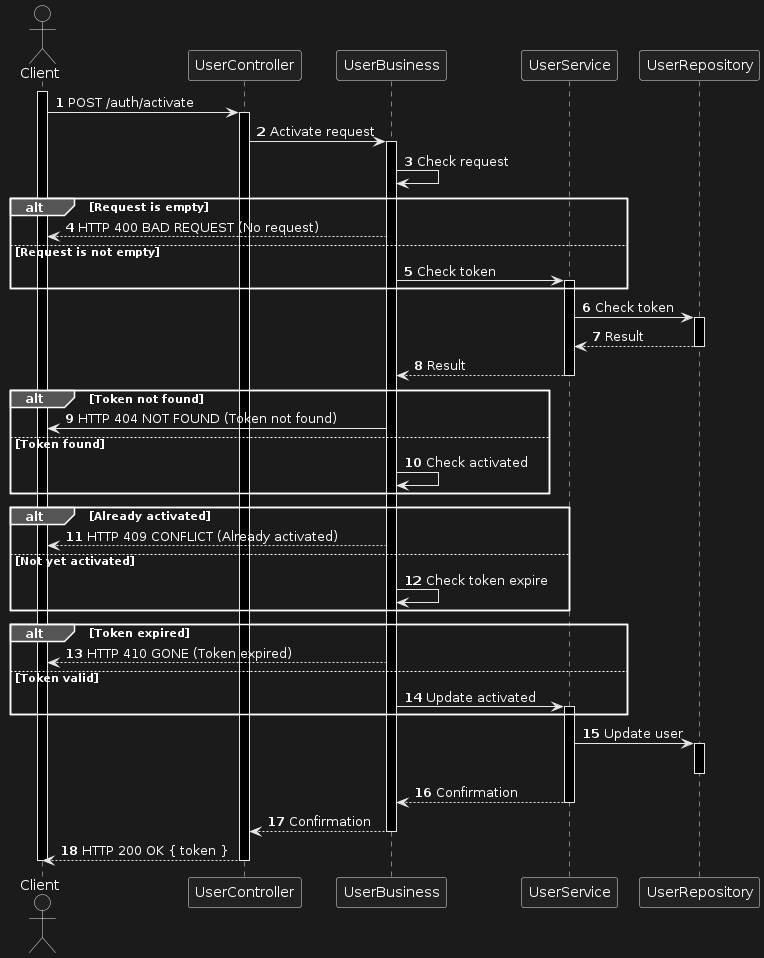 Client
UserController
UserBusiness
UserService
UserRepository
1 POST /auth/activate
2 Activate request
3 Check request
alt [Request is empty]
4 HTTP 400 BAD REQUEST (No request)
[Request is not empty]
5 Check token
6 Check token
7 Result
8 Result
alt [Token not found]
9 HTTP 404 NOT FOUND (Token not found)
[Token found]
10 Check activated
alt [Already activated]
11 HTTP 409 CONFLICT (Already activated)
[Not yet activated]
12 Check token expire
alt [Token expired]
13 HTTP 410 GONE (Token expired)
[Token valid]
14 Update activated
15 Update user
16 Confirmation
17 Confirmation
18 HTTP 200 OK { token }
Client
UserController
UserBusiness
UserService
UserRepository